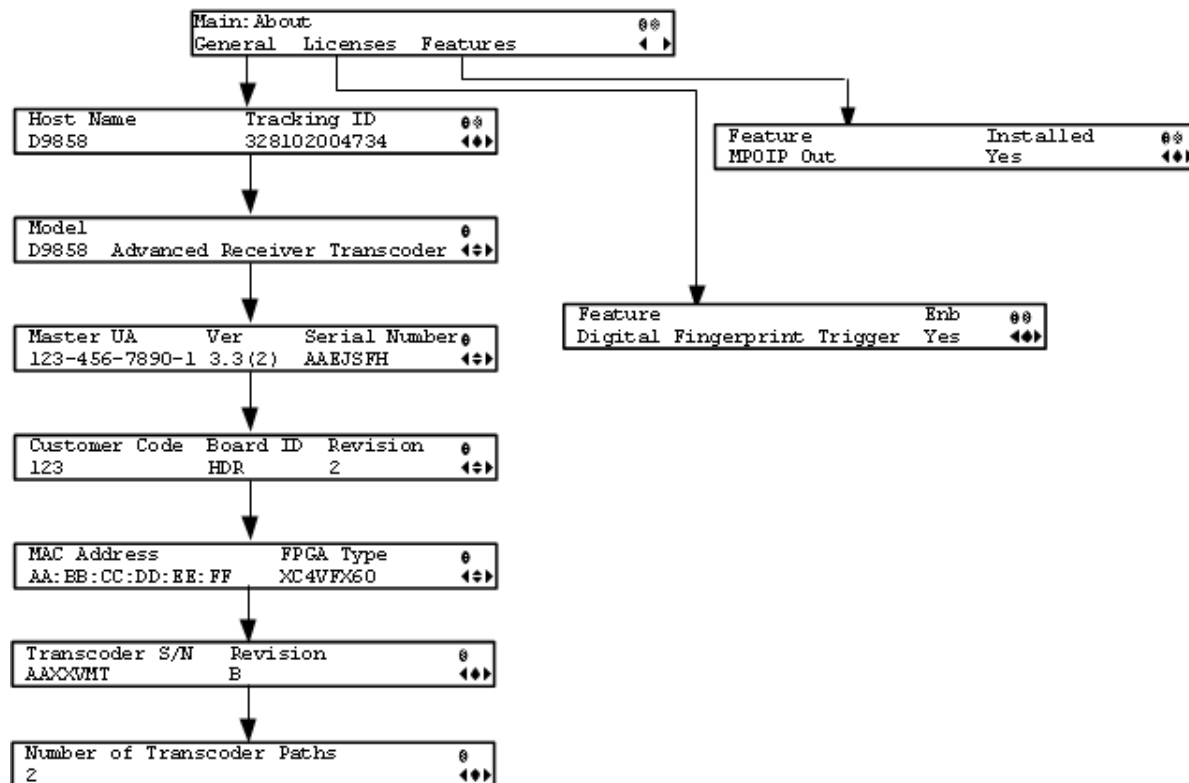 Main:About
General Licenses Features
Host Name Tracking ID
D9858 328102004734
Feature Installed
MPOIP Out Yes
Model
D9858 Advanced Receiver Transcoder
Feature Enb
Digital Fingerprint Trigger Yes
Master UA Ver Serial Number
123-456-7890-1 3.3(2) AAEJSFH
Customer Code Board ID Revision
123 HDR 2
MAC Address FPGA Type
AA:BB:CC:DD:EE:FF XC4VFX60
Transcoder S/N Revision
AAXXVMT B
Number of Transcoder Paths
2